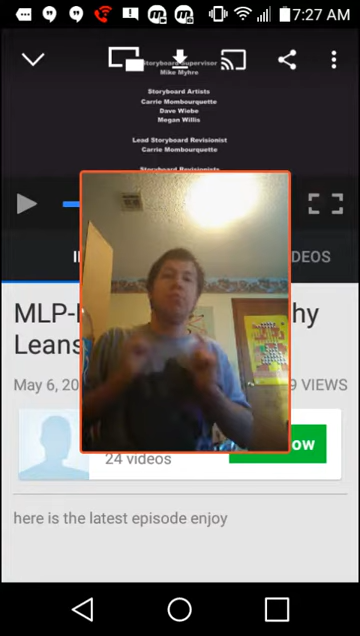 7:27 AM
Storyboard Supervisor
Mike Myhre
Storyboard Artists
Carrie Mombourquette
Dave Wiebe
Megan Willis
Lead Storyboard Revisionist
Carrie Mombourquette
Storyboard Revisionists
DEOS
MLP- hy
Leans
May 6, 20 9 VIEWS
ow
24 videos
here is the latest episode enjoy